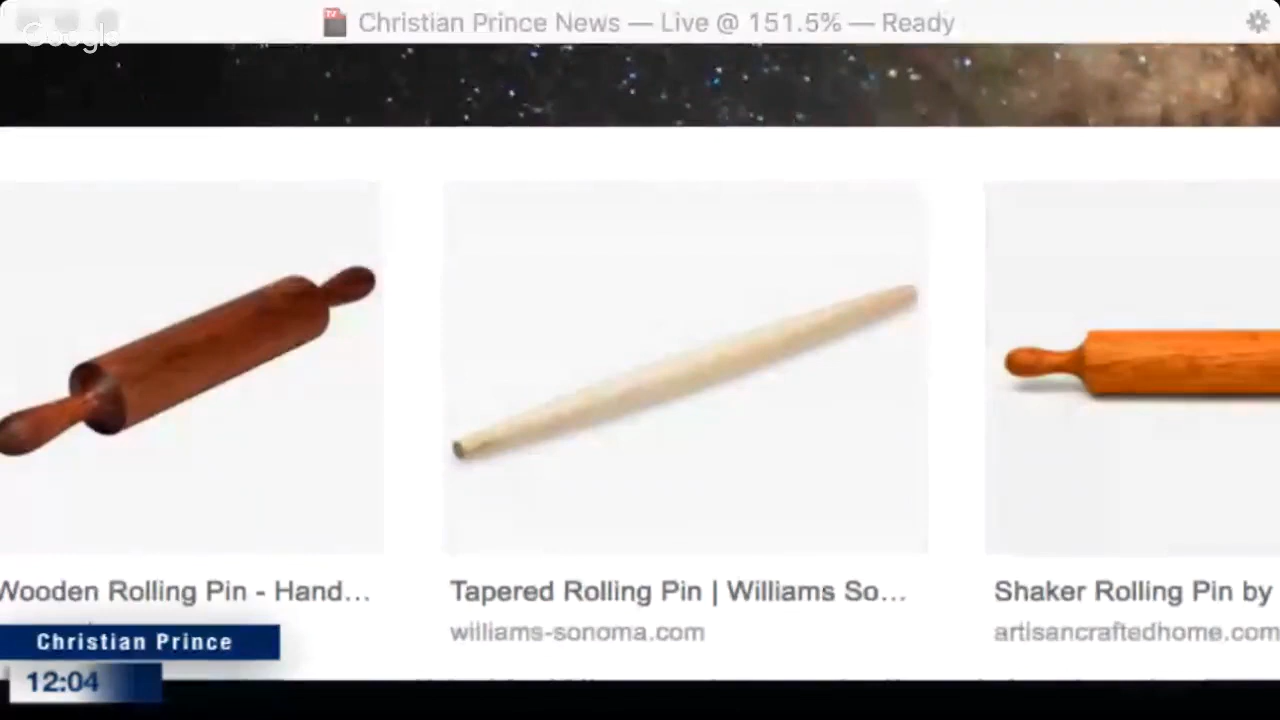 Christian Prince News — Live @ 151.5% — Ready
Google
Wooden Rolling Pin - Hand...
Tapered Rolling Pin | Williams So...
williams-sonoma.com
Shaker Rolling Pin by
artisancraftedhome.com
Christian Prince
12:04